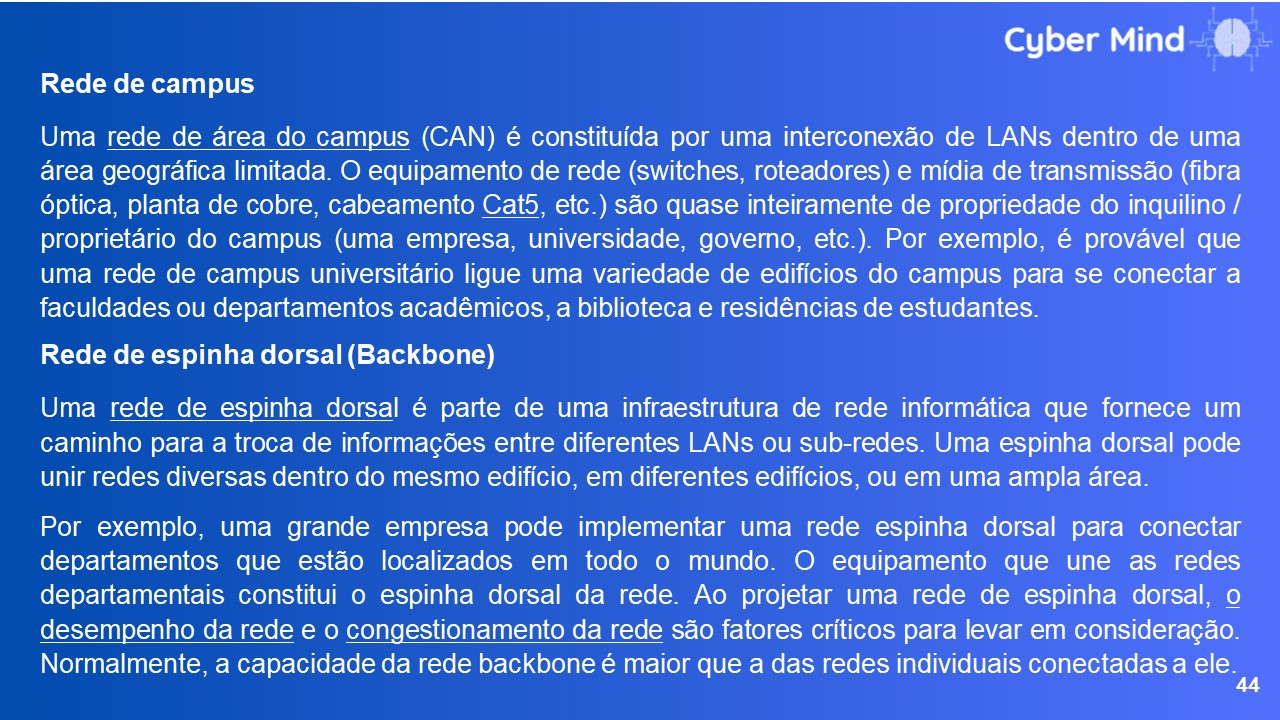 Cyber Mind
Rede de campus
Uma rede de área do campus (CAN) é constituída por uma interconexão de LANs dentro de uma
área geográfica limitada. O equipamento de rede (switches, roteadores) e mídia de transmissão (fibra
óptica, planta de cobre, cabeamento Cat5, etc.) são quase inteiramente de propriedade do inquilino /
proprietário do campus (uma empresa, universidade, governo, etc.). Por exemplo, é provável que
uma rede de campus universitário ligue uma variedade de edifícios do campus para se conectar a
faculdades ou departamentos acadêmicos, a biblioteca e residências de estudantes.
Rede de espinha dorsal (Backbone)
Uma rede de espinha dorsal é parte de uma infraestrutura de rede informática que fornece um
caminho para a troca de informações entre diferentes LANs ou sub-redes. Uma espinha dorsal pode
unir redes diversas dentro do mesmo edifício, em diferentes edifícios, ou em uma ampla área.
Por exemplo, uma grande empresa pode implementar uma rede espinha dorsal para conectar
departamentos que estão localizados em todo o mundo. O equipamento que une as redes
departamentais constitui o espinha dorsal da rede. Ao projetar uma rede de espinha dorsal, o
desempenho da rede e o congestionamento da rede são fatores críticos para levar em consideração.
Normalmente, a capacidade da rede backbone é maior que a das redes individuais conectadas a ele.
44